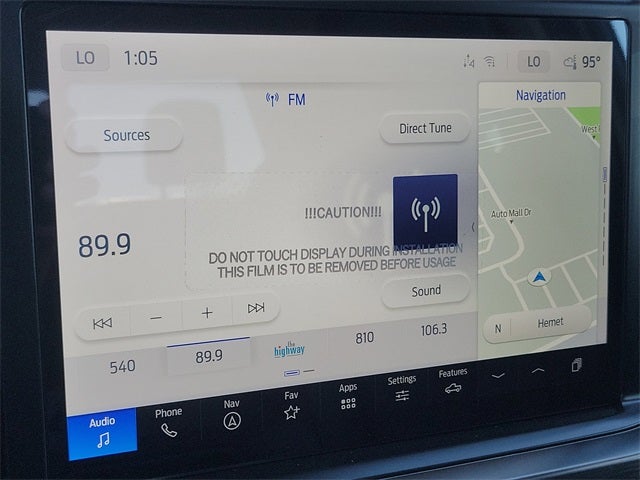 LO 1:05 LO 95°
FM
Navigation
Sources
Direct Tune
West
!!!CAUTION!!!
Auto Mall Dr
89.9
DO NOT TOUCH DISPLAY DURING INSTALLATION
THIS FILM IS TO BE REMOVED BEFORE USAGE
Sound
N Hemet
540 89.9 the highway 810 106.3
Audio Phone Nav Fav Apps Settings Features